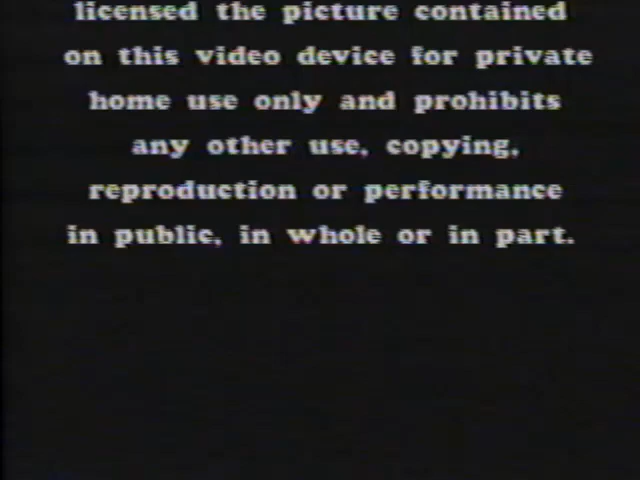 licensed the picture contained
on this video device for private
home use only and prohibits
any other use, copying,
reproduction or performance
in public, in whole or in part.